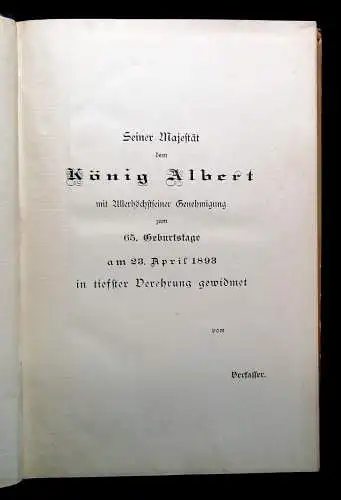 Seiner Majestät
dem
König Albert
mit Allerhöchstseiner Genehmigung
zum
65. Geburtstage
am 23. April 1893
in tiefster Verehrung gewidmet
vom
Verfasser.